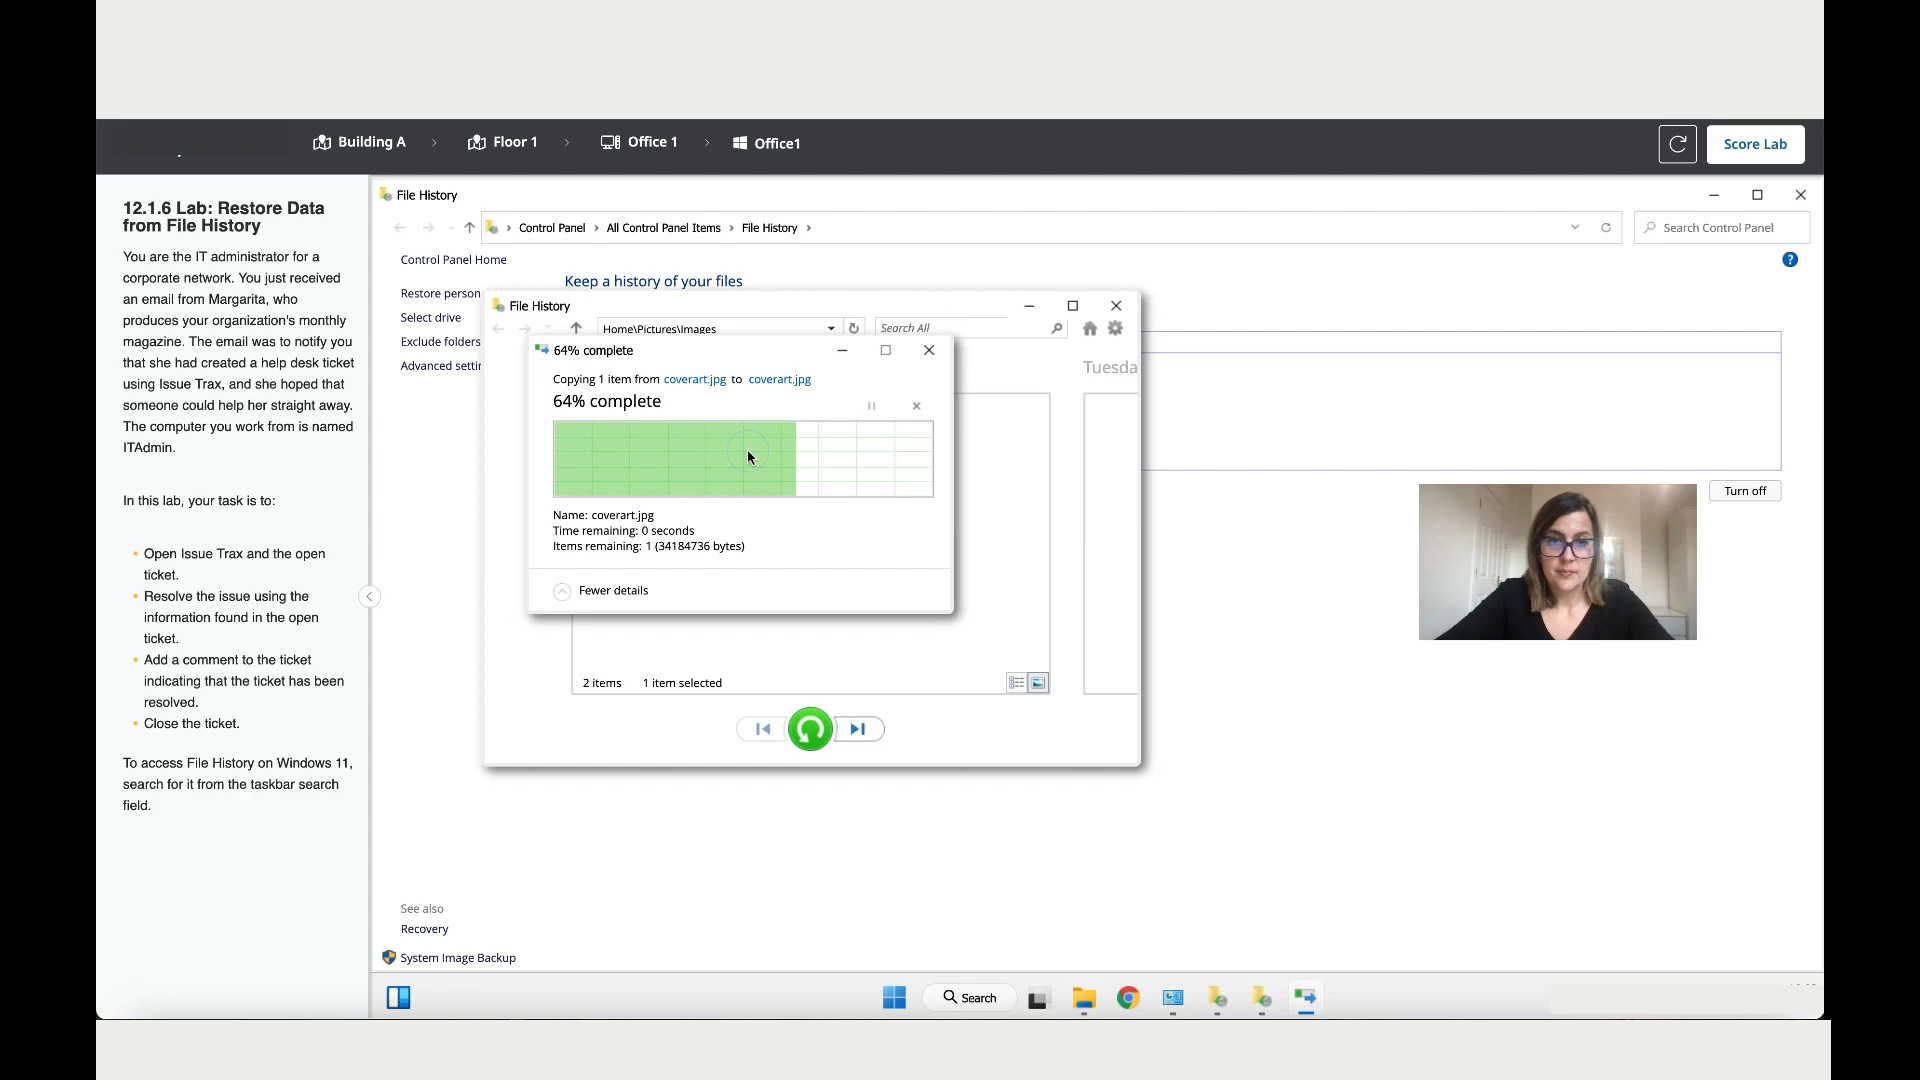 Building A
Floor 1
Office 1
Office1
Score Lab
12.1.6 Lab: Restore Data
from File History
You are the IT administrator for a
corporate network. You just received
an email from Margarita, who
produces your organization's monthly
magazine. The email was to notify you
that she had created a help desk ticket
using Issue Trax, and she hoped that
someone could help her straight away.
The computer you work from is named
ITAdmin.
In this lab, your task is to:
Open Issue Trax and the open
ticket.
Resolve the issue using the
information found in the open
ticket.
Add a comment to the ticket
indicating that the ticket has been
resolved.
Close the ticket.
To access File History on Windows 11,
search for it from the taskbar search
field.
File History
Control Panel
All Control Panel Items
File History
Search Control Panel
Control Panel Home
Restore person
Select drive
Exclude folders
Advanced settin
Keep a history of your files
File History
Home\Pictures\Images
Search All
Tuesda
64% complete
Copying 1 item from coverart.jpg to coverart.jpg
64% complete
Name: coverart.jpg
Time remaining: 0 seconds
Items remaining: 1 (34184736 bytes)
Fewer details
2 items
1 item selected
Turn off
See also
Recovery
System Image Backup
Search